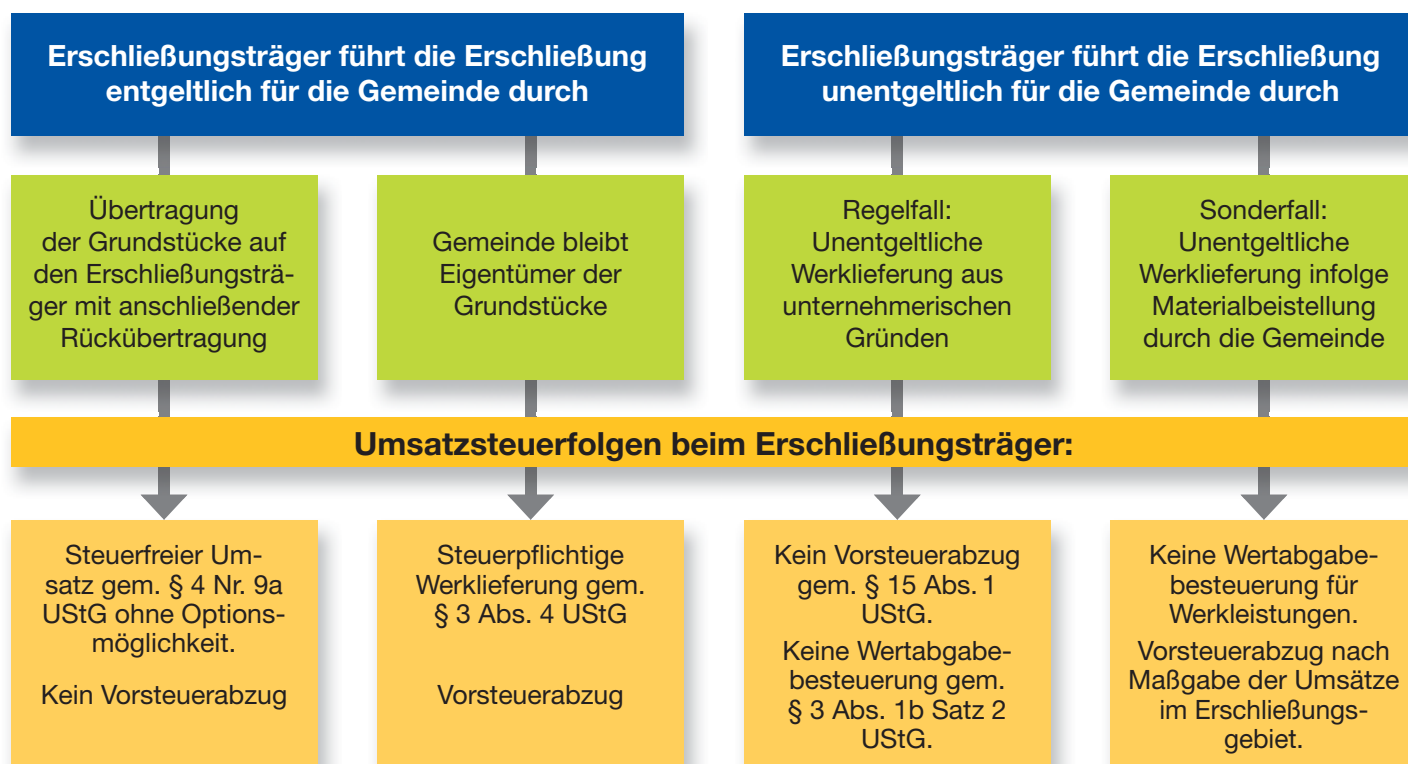 Erschließungsträger führt die Erschließung
entgeltlich für die Gemeinde durch
Erschließungsträger führt die Erschließung
unentgeltlich für die Gemeinde durch
Übertragung
der Grundstücke auf
den Erschließungsträ-
ger mit anschließender
Rückübertragung
Gemeinde bleibt
Eigentümer der
Grundstücke
Regelfall:
Unentgeltliche
Werklieferung aus
unternehmerischen
Gründen
Sonderfall:
Unentgeltliche
Werklieferung infolge
Materialbeistellung
durch die Gemeinde
Umsatzsteuerfolgen beim Erschließungsträger:
Steuerfreier Um-
satz gem. § 4 Nr. 9a
UStG ohne Options-
möglichkeit.
Kein Vorsteuerabzug
Steuerpflichtige
Werklieferung gem.
§ 3 Abs. 4 UStG
Vorsteuerabzug
Kein Vorsteuerabzug
gem. § 15 Abs. 1
UStG.
Keine Wertabgabe-
besteuerung gem.
§ 3 Abs. 1b Satz 2
UStG.
Keine Wertabgabe-
besteuerung für
Werkleistungen.
Vorsteuerabzug nach
Maßgabe der Umsätze
im Erschließungs-
gebiet.